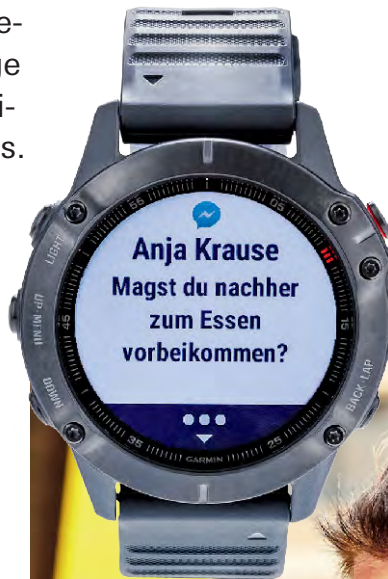 e-
ge
i-
s.
55
05
LIGHT
Anja Krause
Magst du nachher
zum Essen
vorbeikommen?
UP·MENU
45
15
DOWN
BACK·LAP
35
25
GARMIN